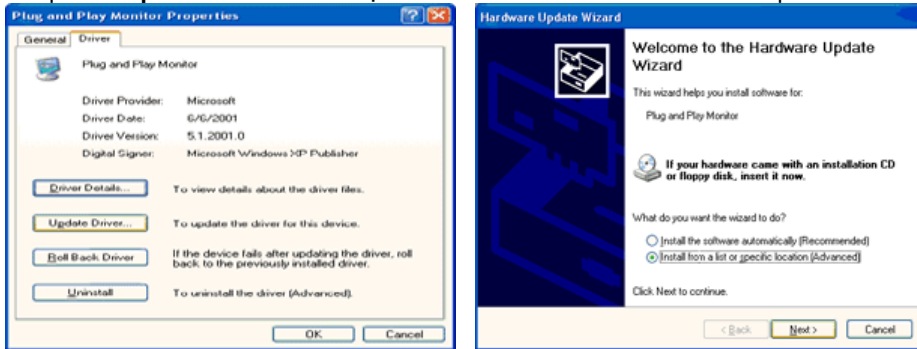 Plug and Play Monitor Properties
General Driver
Plug and Play Monitor
Driver Provider: Microsoft
Driver Date: 6/6/2001
Driver Version: 5.1.2001.0
Digital Signer: Microsoft Windows XP Publisher
Driver Details... To view details about the driver files.
Update Driver... To update the driver for this device.
Roll Back Driver If the device fails after updating the driver, roll
back to the previously installed driver.
Uninstall To uninstall the driver (Advanced).
OK Cancel
Hardware Update Wizard
Welcome to the Hardware Update
Wizard
This wizard helps you install software for:
Plug and Play Monitor
If your hardware came with an installation CD
or floppy disk, insert it now.
What do you want the wizard to do?
Install the software automatically (Recommended)
Install from a list or specific location (Advanced)
Click Next to continue.
< Back Next > Cancel